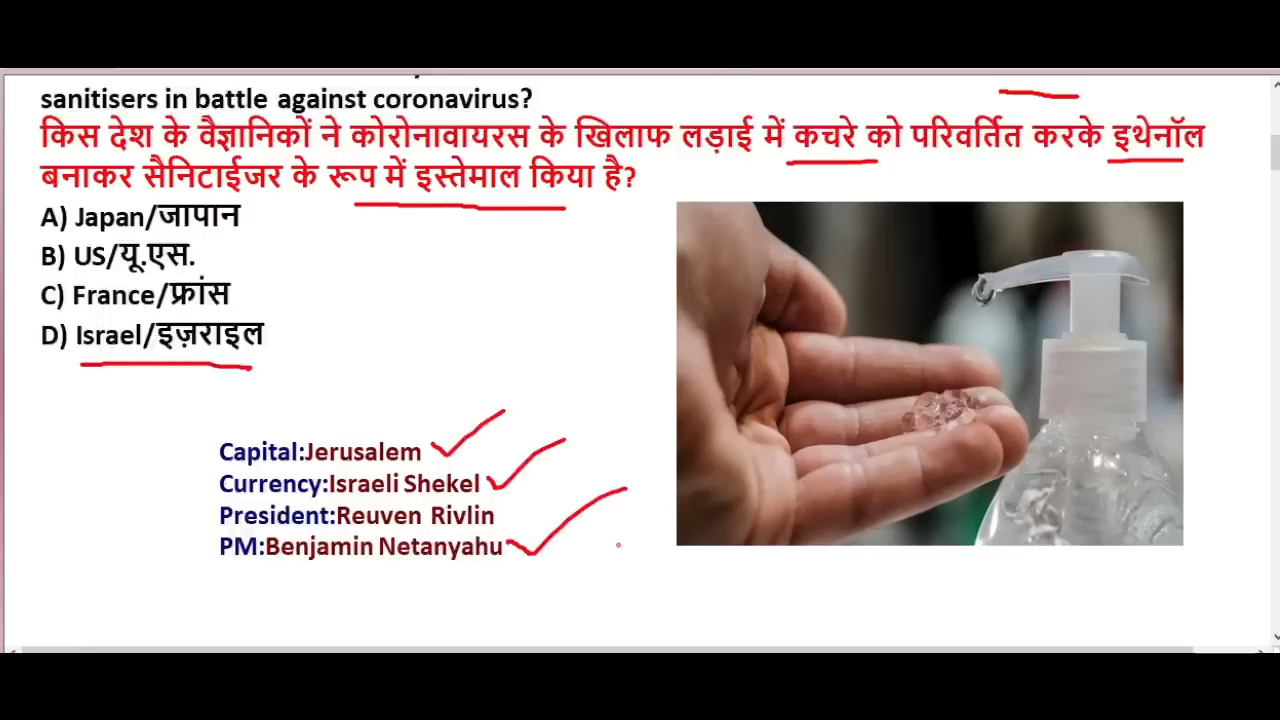 sanitisers in battle against coronavirus?
किस देश के वैज्ञानिकों ने कोरोनावायरस के खिलाफ लड़ाई में कचरे को परिवर्तित करके इथेनॉल
बनाकर सैनिटाईजर के रूप में इस्तेमाल किया है?
A) Japan/जापान
B) US/यू.एस.
C) France/फ्रांस
D) Israel/इज़राइल
Capital:Jerusalem
Currency:Israeli Shekel
President:Reuven Rivlin
PM:Benjamin Netanyahu